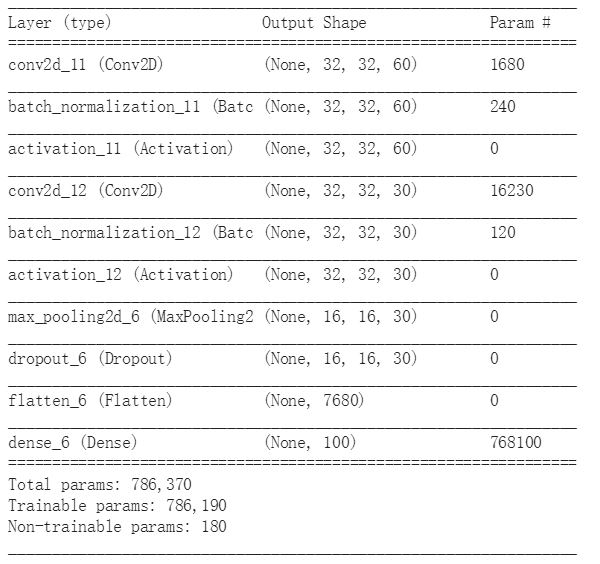 Layer (type) Output Shape Param #
conv2d_11 (Conv2D) (None, 32, 32, 60) 1680
batch_normalization_11 (Batc (None, 32, 32, 60) 240
activation_11 (Activation) (None, 32, 32, 60) 0
conv2d_12 (Conv2D) (None, 32, 32, 30) 16230
batch_normalization_12 (Batc (None, 32, 32, 30) 120
activation_12 (Activation) (None, 32, 32, 30) 0
max_pooling2d_6 (MaxPooling2 (None, 16, 16, 30) 0
dropout_6 (Dropout) (None, 16, 16, 30) 0
flatten_6 (Flatten) (None, 7680) 0
dense_6 (Dense) (None, 100) 768100
Total params: 786,370
Trainable params: 786,190
Non-trainable params: 180